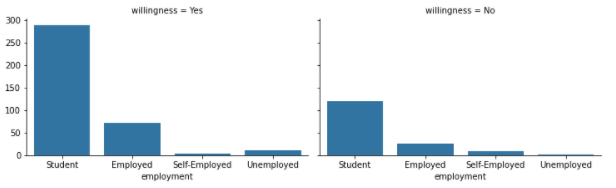 willingness = Yes
300
250
200
150
100
50
0
Student Employed Self-Employed Unemployed
employment
willingness = No
Student Employed Self-Employed Unemployed
employment